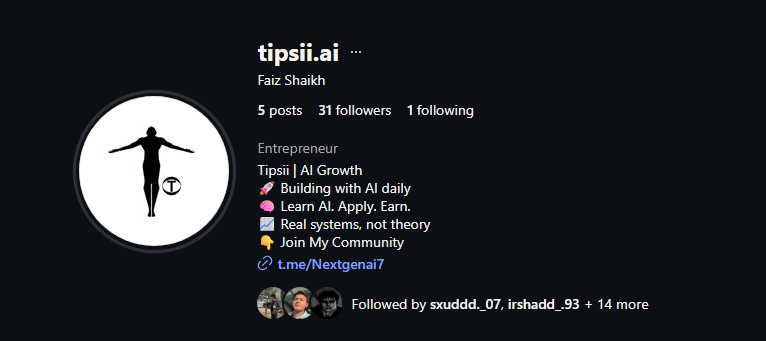 tipsii.ai ...
Faiz Shaikh
5 posts 31 followers 1 following
Entrepreneur
Tipsii | AI Growth
🚀 Building with AI daily
🧠 Learn AI. Apply. Earn.
📈 Real systems, not theory
👇 Join My Community
t.me/Nextgenai7
T
Followed by sxuddd._07, irshadd_.93 + 14 more